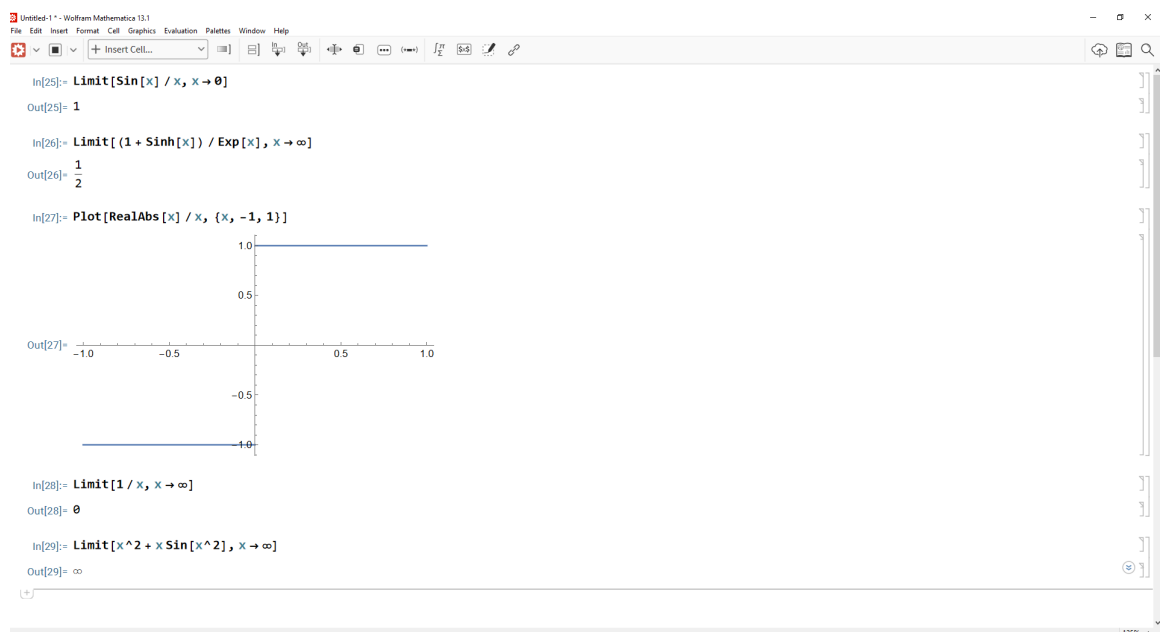 Untitled-1 * - Wolfram Mathematica 13.1
File Edit Insert Format Cell Graphics Evaluation Palettes Window Help
+ Insert Cell...
In[25]:= Limit[Sin[x] / x, x → 0]
Out[25]= 1
In[26]:= Limit[(1 + Sinh[x]) / Exp[x], x → ∞]
Out[26]= 1/2
In[27]:= Plot[RealAbs[x] / x, {x, -1, 1}]
1.0
0.5
Out[27]=
-1.0 -0.5 0.5 1.0
-0.5
-1.0
In[28]:= Limit[1 / x, x → ∞]
Out[28]= 0
In[29]:= Limit[x^2 + x Sin[x^2], x → ∞]
Out[29]= ∞